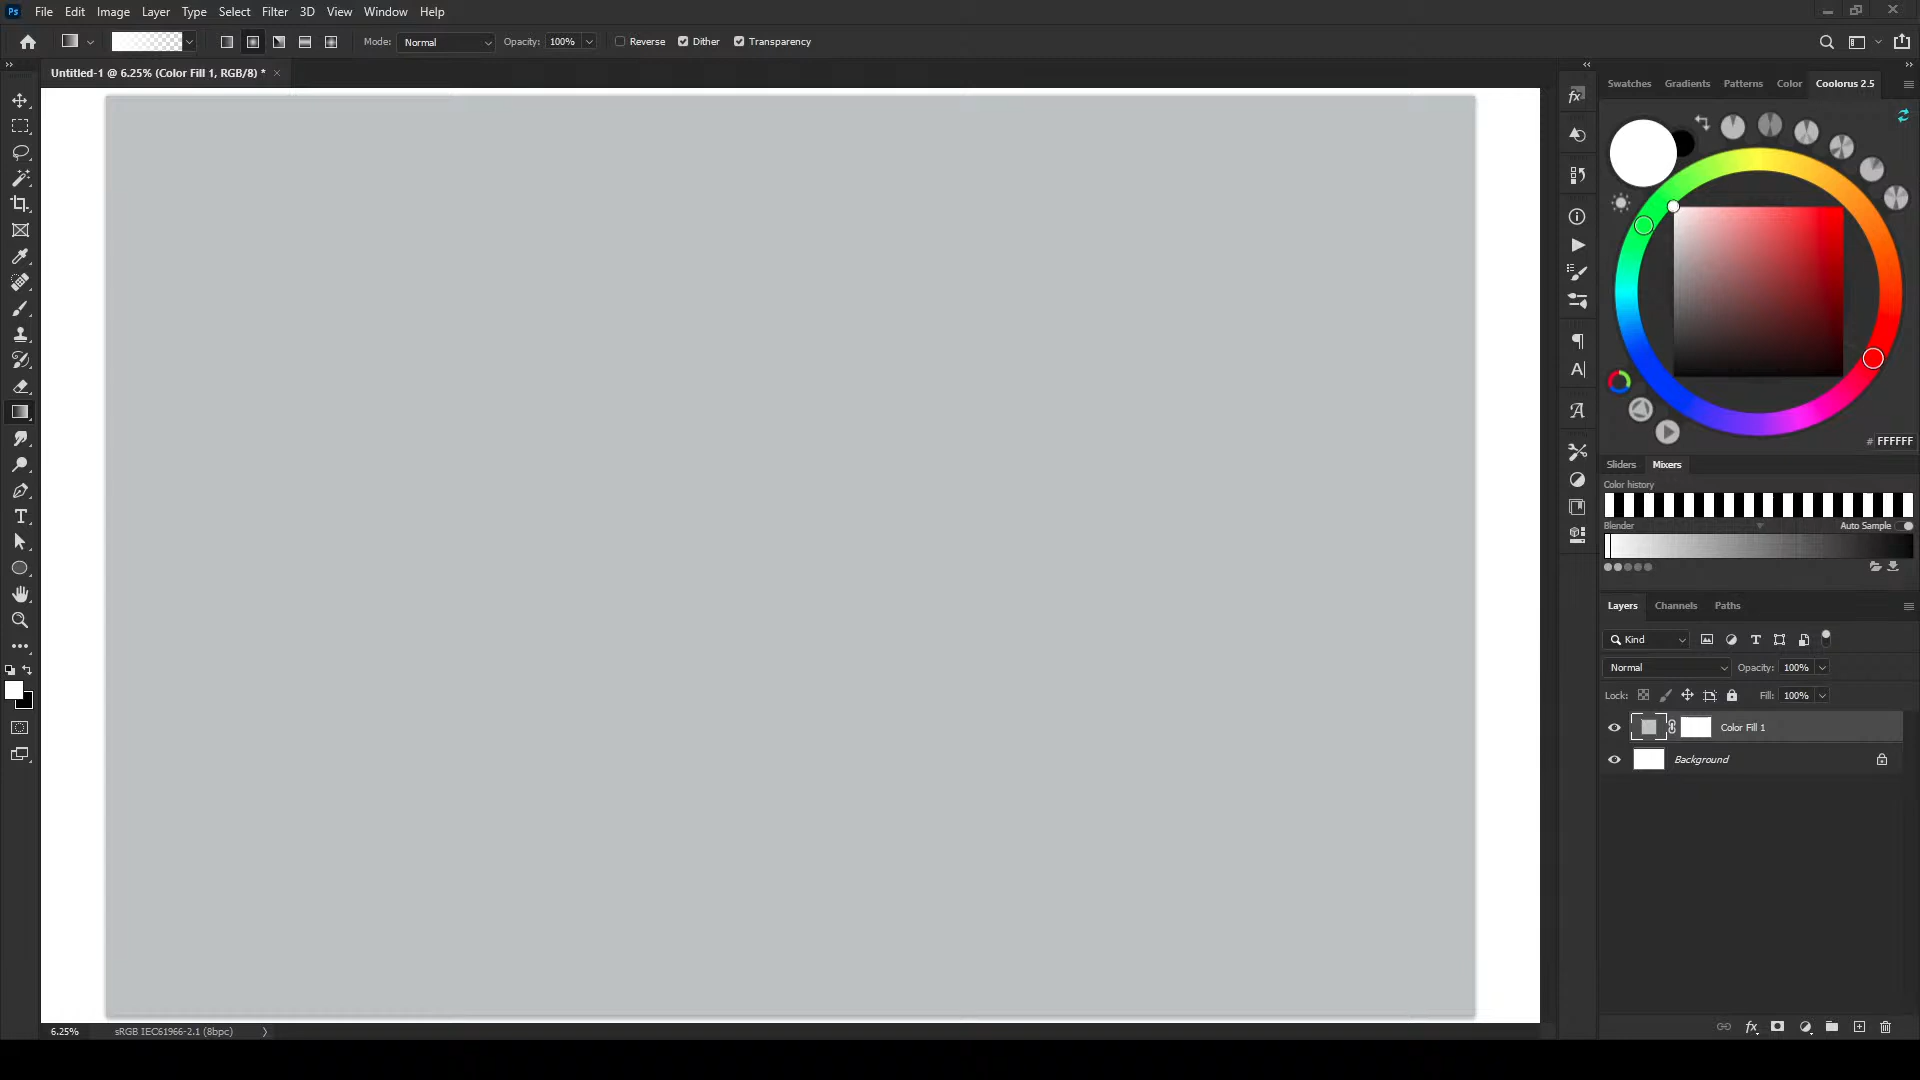 Ps File Edit Image Layer Type Select Filter 3D View Window Help
Mode: Normal Opacity: 100% Reverse Dither Transparency
Untitled-1 @ 6.25% (Color Fill 1, RGB/8) *
Swatches Gradients Patterns Color Coolorus 2.5
# FFFFFF
Sliders Mixers
Color history
Blender Auto Sample
Layers Channels Paths
Kind
Normal Opacity: 100%
Lock: Fill: 100%
Color Fill 1
Background
6.25% sRGB IEC61966-2.1 (8bpc)